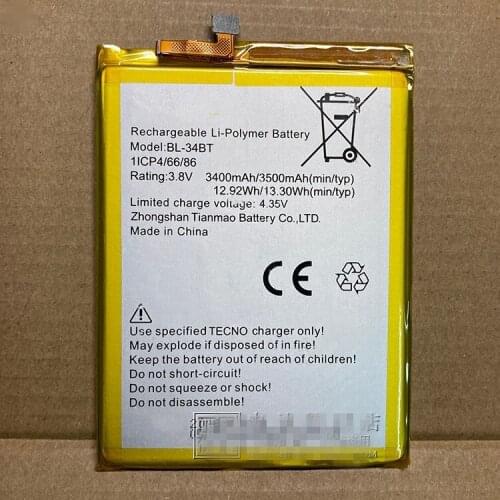 Rechargeable Li-Polymer Battery
Model:BL-34BT
1ICP4/66/86
Rating:3.8V 3400mAh/3500mAh(min/typ)
12.92Wh/13.30Wh(min/typ)
Limited charge voltage: 4.35V
Zhongshan Tianmao Battery Co.,LTD.
Made in China
CE
Use specified TECNO charger only!
May explode if disposed of in fire!
Keep the battery out of reach of children!
Do not short-circuit!
Do not squeeze or shock!
Do not disassemble!